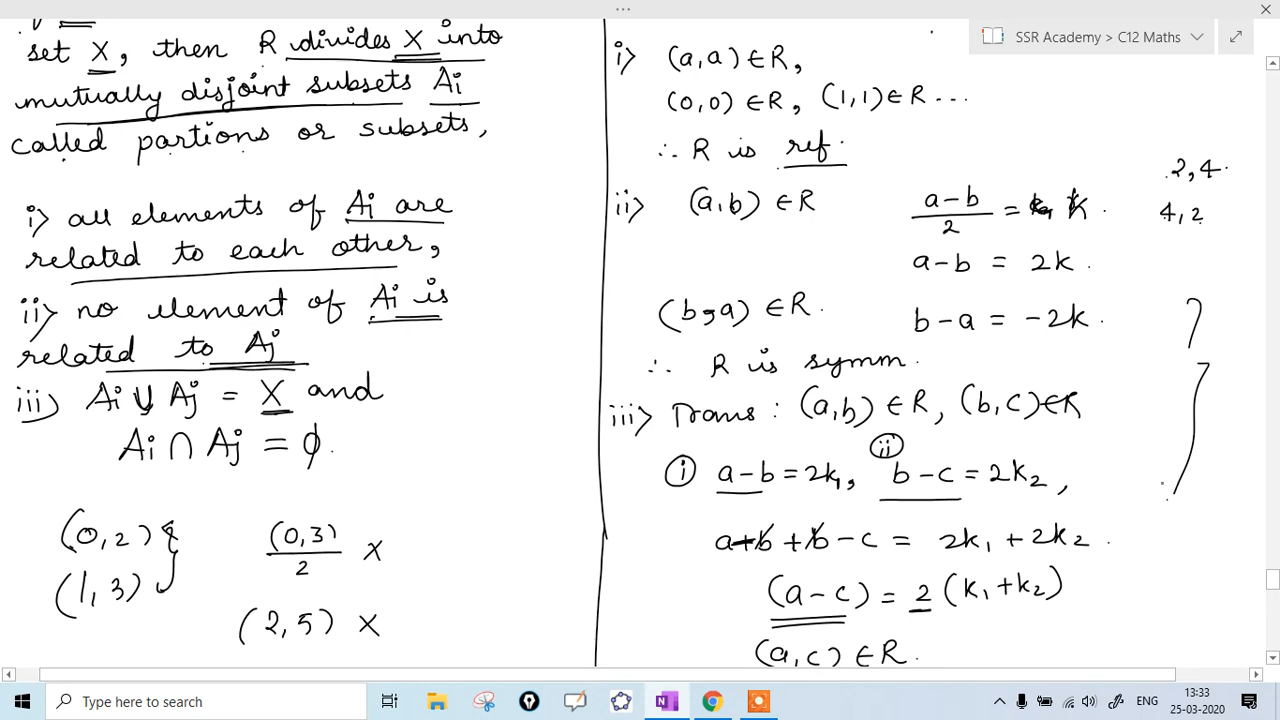 SSR Academy > C12 Maths
set X, then R divides X into
mutually disjoint subsets Ai
called partions or subsets,
i) all elements of Ai are
related to each other,
ii) no element of Ai is
related to Aj
iii) Ai ∪ Aj = X and
Ai ∩ Aj = ϕ.
(0,2)
(1,3)
(0,3)/2 X
(2,5) X
i) (a,a) ∈ R,
(0,0) ∈ R, (1,1) ∈ R ...
∴ R is ref.
ii) (a,b) ∈ R (a-b)/2 = k.
2,4
4,2
a-b = 2k.
(b,a) ∈ R. b-a = -2k.
∴ R is symm.
iii) Trans : (a,b) ∈ R, (b,c) ∈ R
(i) a-b = 2k1, (ii) b-c = 2k2,
a-b+b-c = 2k1 + 2k2.
(a-c) = 2(k1+k2)
(a,c) ∈ R.
Type here to search
ENG
13:33
25-03-2020